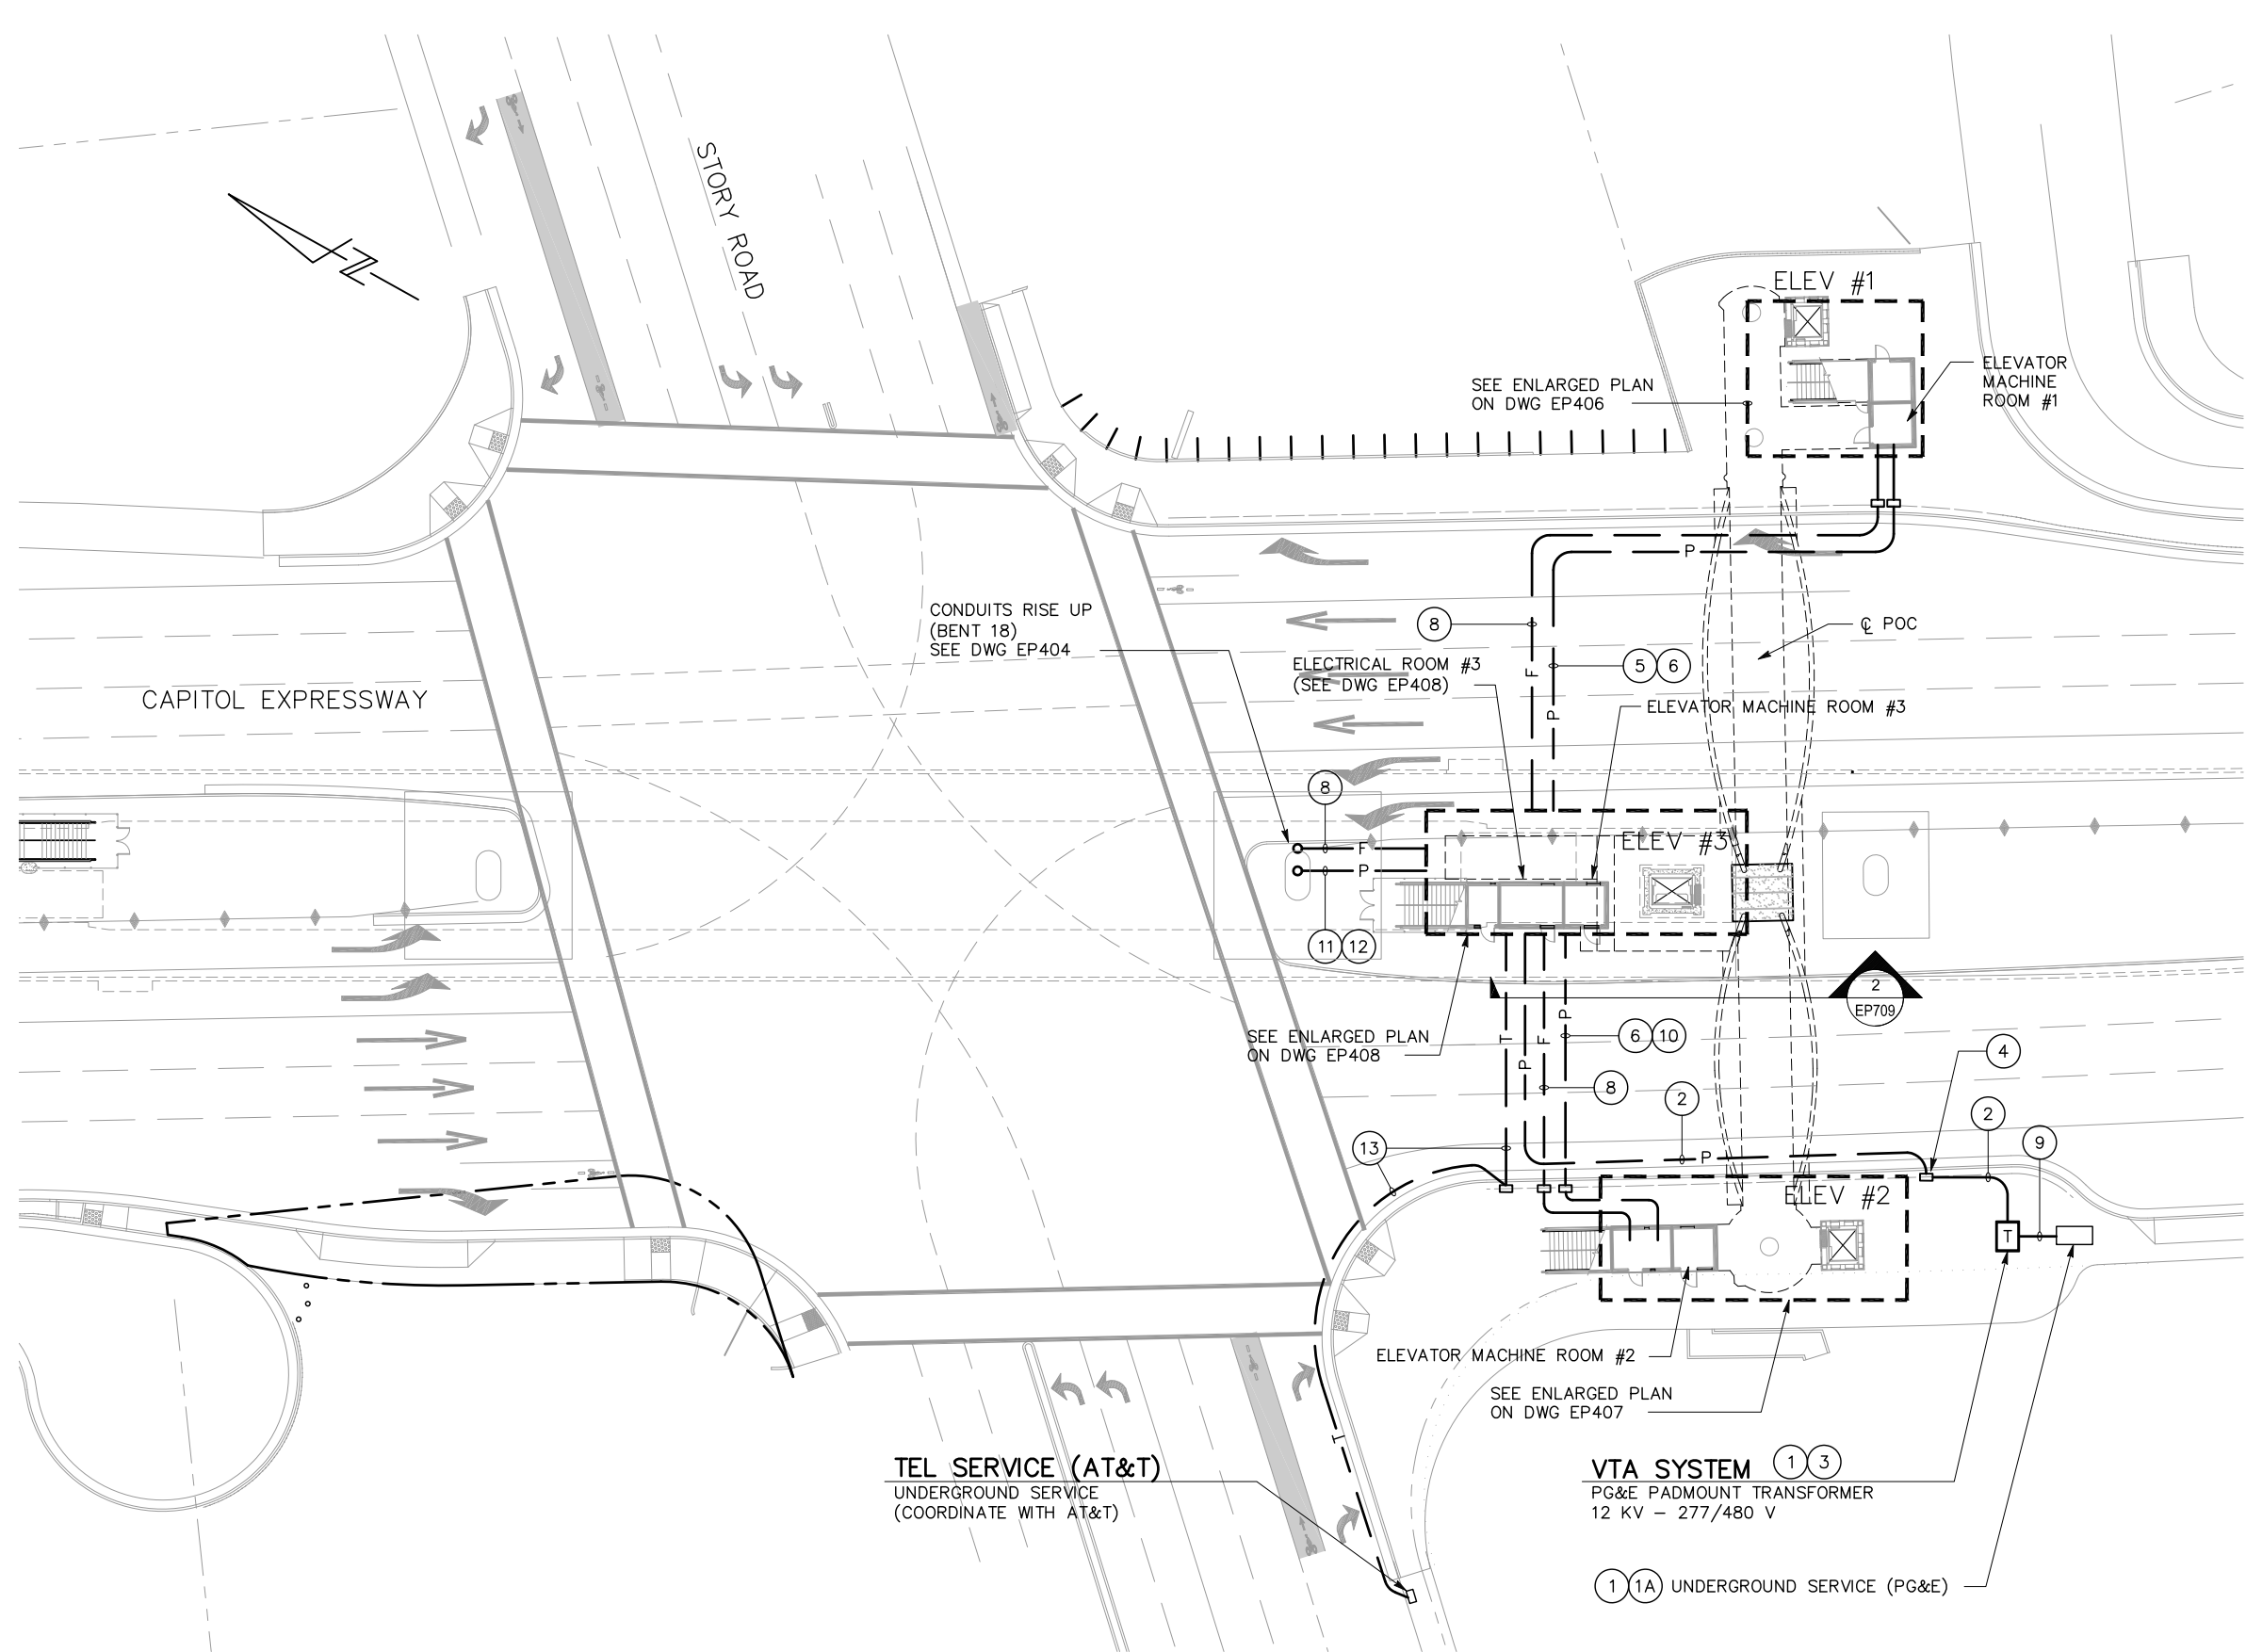 STORY ROAD
ELEV #1
ELEVATOR
MACHINE
ROOM #1
SEE ENLARGED PLAN
ON DWG EP406
P
CONDUITS RISE UP
(BENT 18)
SEE DWG EP404
8
℄ POC
ELECTRICAL ROOM #3
(SEE DWG EP408)
5 6
F
P
CAPITOL EXPRESSWAY
ELEVATOR MACHINE ROOM #3
8
F
P
ELEV #3
11 12
2
EP709
SEE ENLARGED PLAN
ON DWG EP408
T
P
F
P
6 10
4
8
2
2
9
13
P
ELEV #2
T
ELEVATOR MACHINE ROOM #2
SEE ENLARGED PLAN
ON DWG EP407
T
TEL SERVICE (AT&T)
UNDERGROUND SERVICE
(COORDINATE WITH AT&T)
VTA SYSTEM 1 3
PG&E PADMOUNT TRANSFORMER
12 KV – 277/480 V
1 1A UNDERGROUND SERVICE (PG&E)